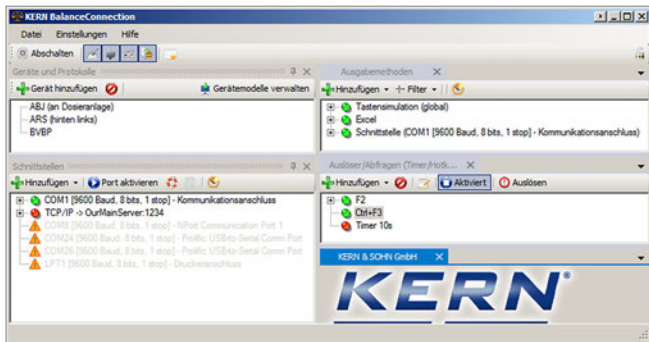 KERN BalanceConnection
Datei Einstellungen Hilfe
Abschalten
Geräte und Protokolle
Gerät hinzufügen Gerätemodelle verwalten
ABJ (an Dosieranlage)
ARS (hinten links)
BVBP
Ausgabemethoden
Hinzufügen Filter
Tastensimulation (global)
Excel
Schnittstelle (COM1 [9600 Baud, 8 bits, 1 stop] - Kommunikationsanschluss)
Schnittstellen
Hinzufügen Port aktivieren
COM1 [9600 Baud, 8 bits, 1 stop] - Kommunikationsanschluss
TCP/IP -> OurMainServer:1234
COM8 [9600 Baud, 8 bits, 1 stop] - NPort Communication Port 1
COM24 [9600 Baud, 8 bits, 1 stop] - Prolific USB-to-Serial Comm Port
COM26 [9600 Baud, 8 bits, 1 stop] - Prolific USB-to-Serial Comm Port
LPT1 [9600 Baud, 8 bits, 1 stop] - Druckeranschluss
Auslöser/Abfragen (Timer/Hotk...
Hinzufügen Aktiviert Auslösen
F2
Ctrl+F3
Timer 10s
KERN & SOHN GmbH
KERN